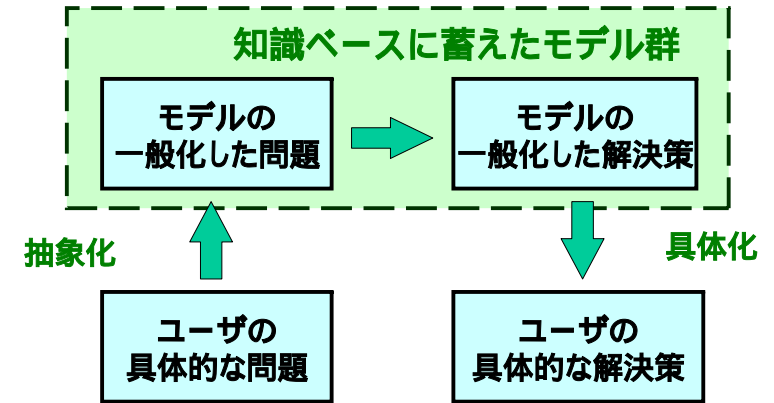 知識ベースに蓄えたモデル群
モデルの
一般化した問題
モデルの
一般化した解決策
抽象化
具体化
ユーザの
具体的な問題
ユーザの
具体的な解決策